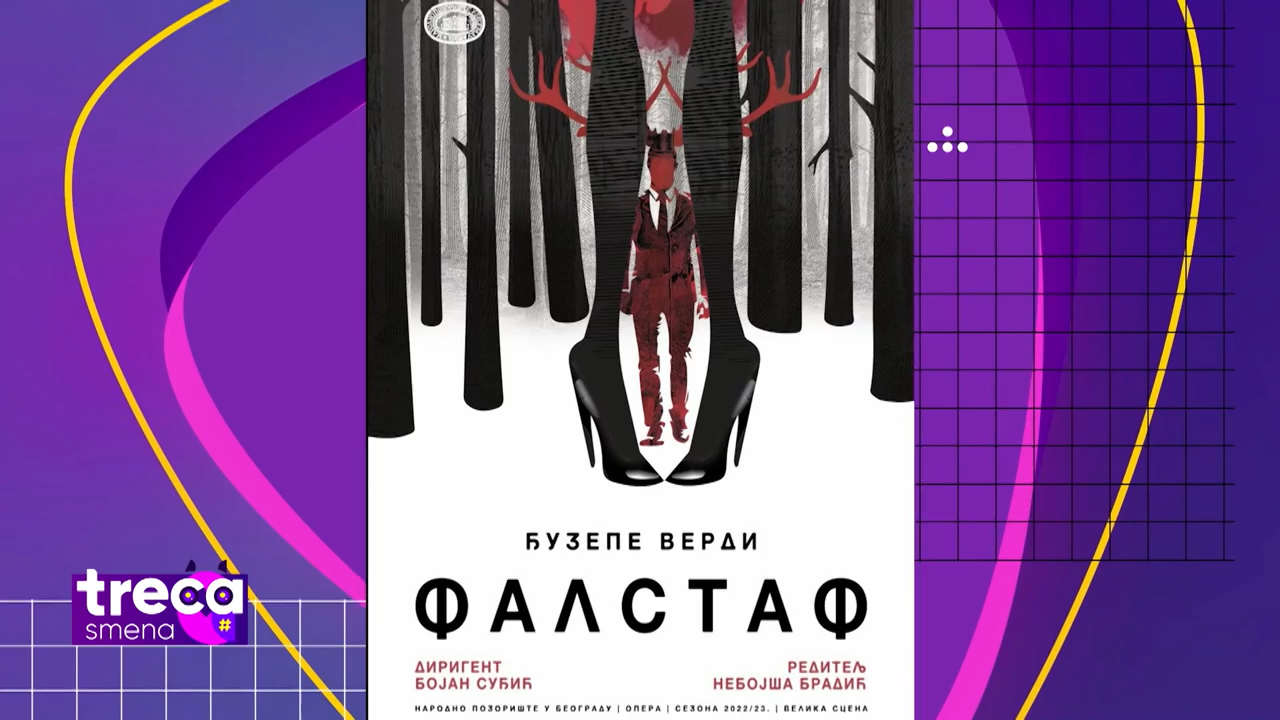 ЂУЗЕПЕ ВЕРДИ
ФАЛСТАФ
ДИРИГЕНТ
БОЈАН СУЂИЋ
РЕДИТЕЉ
НЕБОЈША БРАДИЋ
НАРОДНО ПОЗОРИШТЕ У БЕОГРАДУ | ОПЕРА | СЕЗОНА 2022/23. | ВЕЛИКА СЦЕНА
treca
smena
#